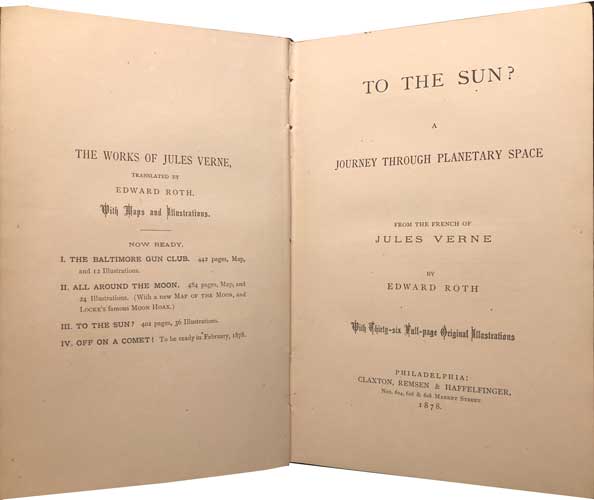 THE WORKS OF JULES VERNE,
TRANSLATED BY
EDWARD ROTH.
With Maps and Illustrations.
NOW READY.
I. THE BALTIMORE GUN CLUB. 442 pages, Map,
and 12 Illustrations.
II. ALL AROUND THE MOON. 484 pages, Map, and
24 Illustrations. (With a new MAP OF THE MOON, and
LOCKE'S famous MOON HOAX.)
III. TO THE SUN? 402 pages, 36 Illustrations.
IV. OFF ON A COMET! To be ready in February, 1878.
TO THE SUN?
A
JOURNEY THROUGH PLANETARY SPACE
FROM THE FRENCH OF
JULES VERNE
BY
EDWARD ROTH
With Thirty-six Full-page Original Illustrations
PHILADELPHIA:
CLAXTON, REMSEN & HAFFELFINGER,
Nos. 624, 626 & 628 MARKET STREET.
1878.